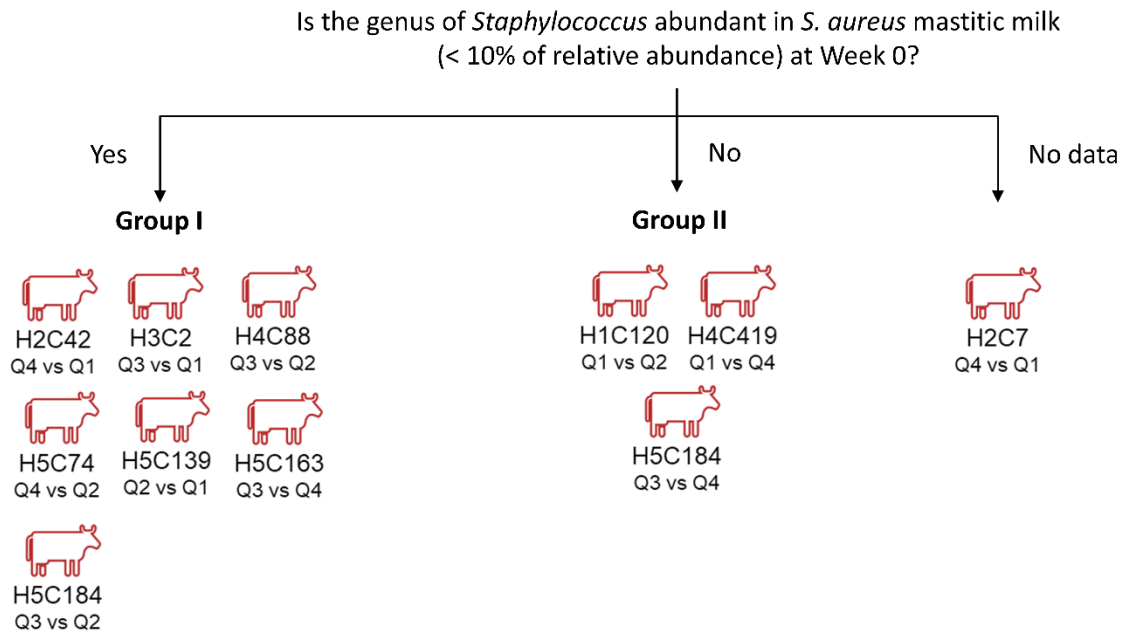 Is the genus of Staphylococcus abundant in S. aureus mastitic milk
(< 10% of relative abundance) at Week 0?
Yes
No
No data
Group I
Group II
H2C42
Q4 vs Q1
H3C2
Q3 vs Q1
H4C88
Q3 vs Q2
H5C74
Q4 vs Q2
H5C139
Q2 vs Q1
H5C163
Q3 vs Q4
H5C184
Q3 vs Q2
H1C120
Q1 vs Q2
H4C419
Q1 vs Q4
H5C184
Q3 vs Q4
H2C7
Q4 vs Q1